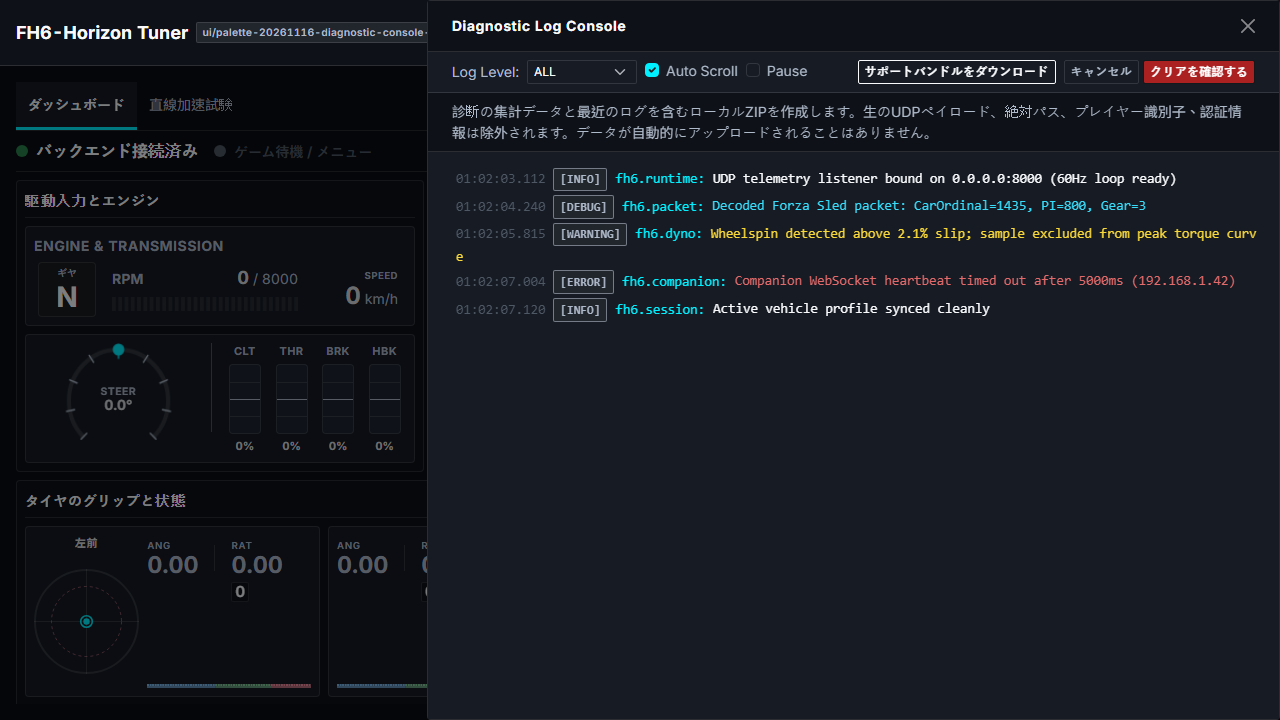 FH6-Horizon Tuner
ui/palette-20261116-diagnostic-console-
ダッシュボード
直線加速試験
バックエンド接続済み
ゲーム待機 / メニュー
駆動入力とエンジン
ENGINE & TRANSMISSION
ギヤ
N
RPM
0 / 8000
SPEED
0 km/h
STEER
0.0°
CLT THR BRK HBK
0% 0% 0% 0%
タイヤのグリップと状態
左前
ANG
0.00
RAT
0.00
0
ANG
0.00
Diagnostic Log Console
Log Level: ALL
Auto Scroll
Pause
サポートバンドルをダウンロード
キャンセル
クリアを確認する
診断の集計データと最近のログを含むローカルZIPを作成します。生のUDPペイロード、絶対パス、プレイヤー識別子、認証情
報は除外されます。データが自動的にアップロードされることはありません。
01:02:03.112 [INFO] fh6.runtime: UDP telemetry listener bound on 0.0.0.0:8000 (60Hz loop ready)
01:02:04.240 [DEBUG] fh6.packet: Decoded Forza Sled packet: CarOrdinal=1435, PI=800, Gear=3
01:02:05.815 [WARNING] fh6.dyno: Wheelspin detected above 2.1% slip; sample excluded from peak torque curv
e
01:02:07.004 [ERROR] fh6.companion: Companion WebSocket heartbeat timed out after 5000ms (192.168.1.42)
01:02:07.120 [INFO] fh6.session: Active vehicle profile synced cleanly